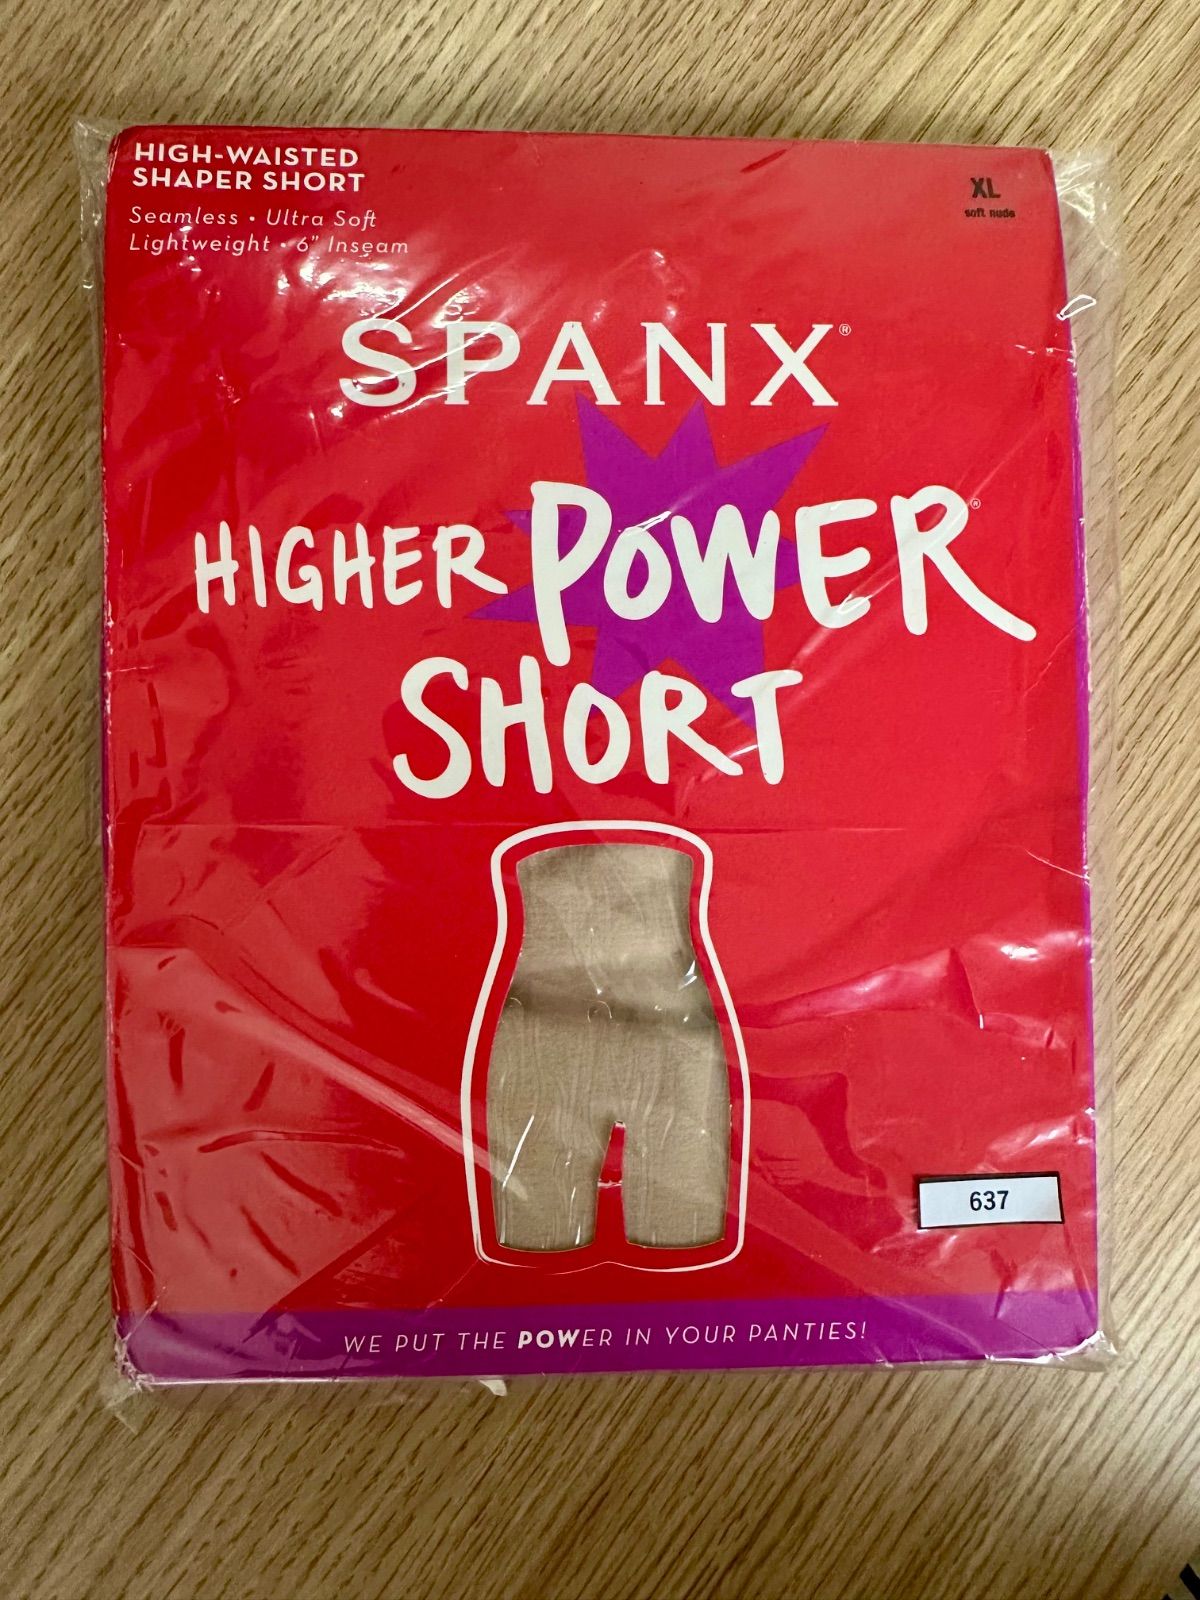 HIGH-WAISTED
SHAPER SHORT
Seamless • Ultra Soft
Lightweight • 6" Inseam
XL
soft nude
SPANX®
HIGHER POWER®
SHORT
637
WE PUT THE POWER IN YOUR PANTIES!